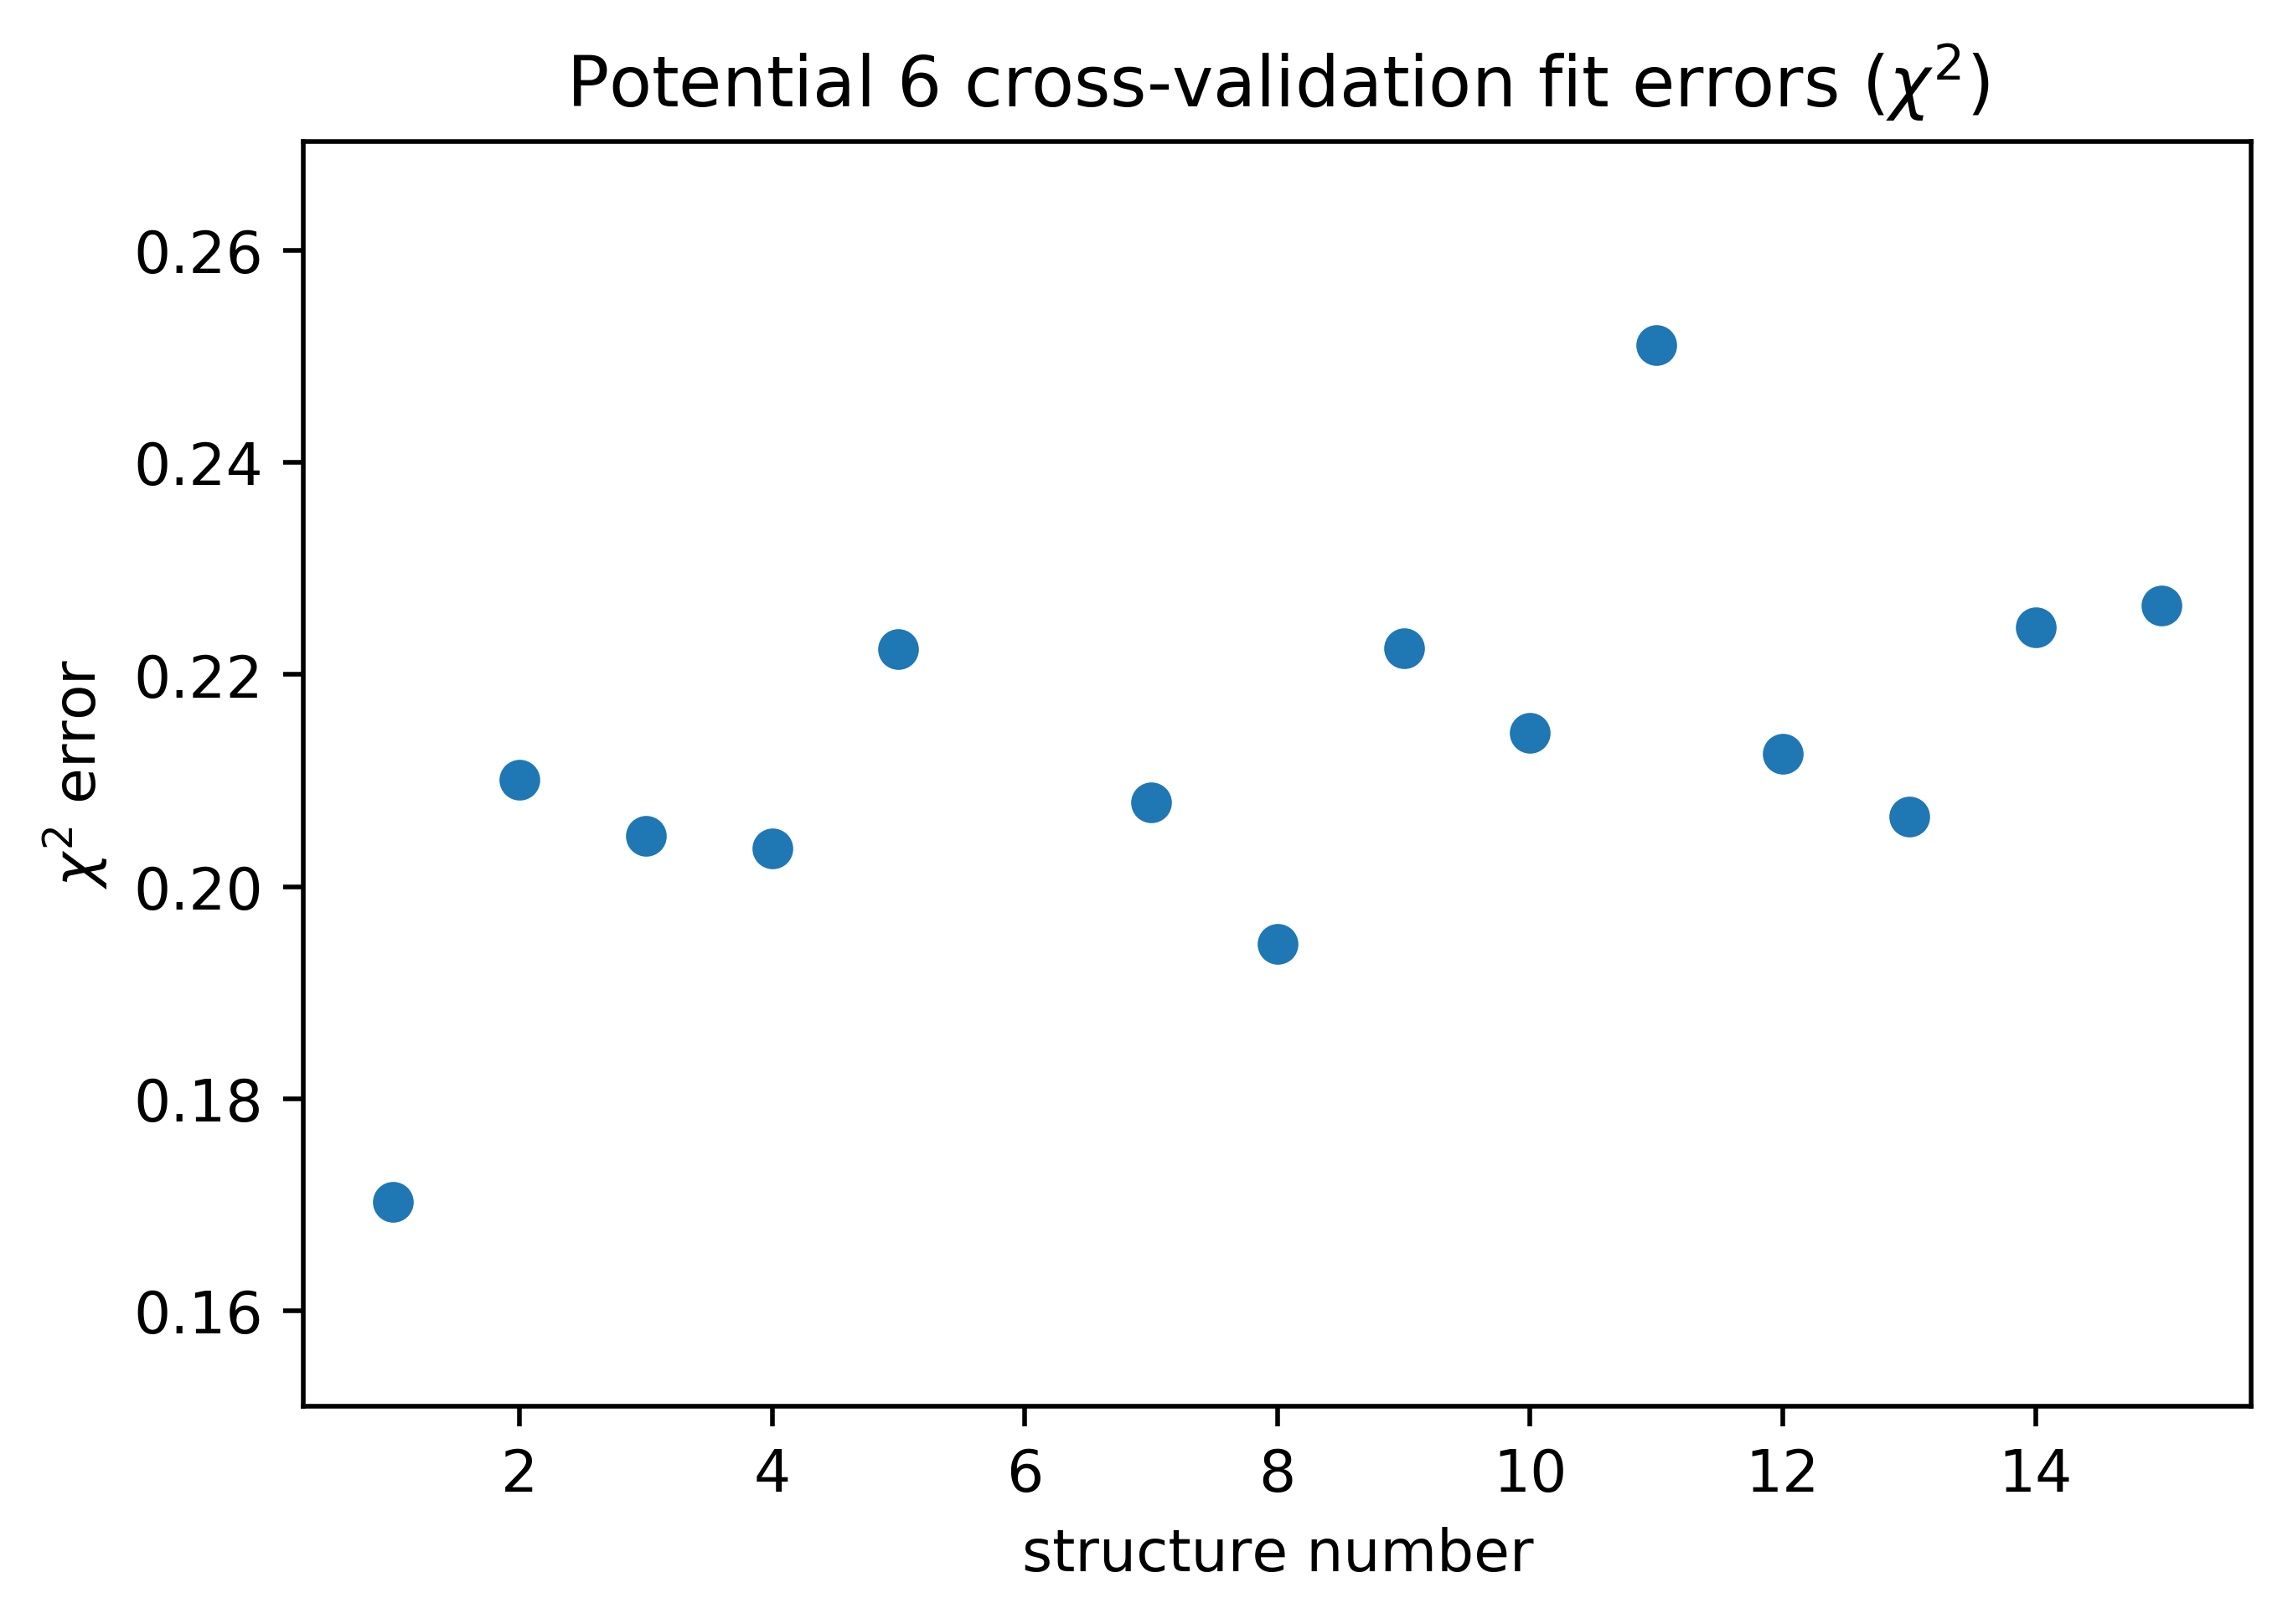 Potential 6 cross-validation fit errors (χ²)
0.26
0.24
0.22
0.20
0.18
0.16
χ² error
2 4 6 8 10 12 14
structure number